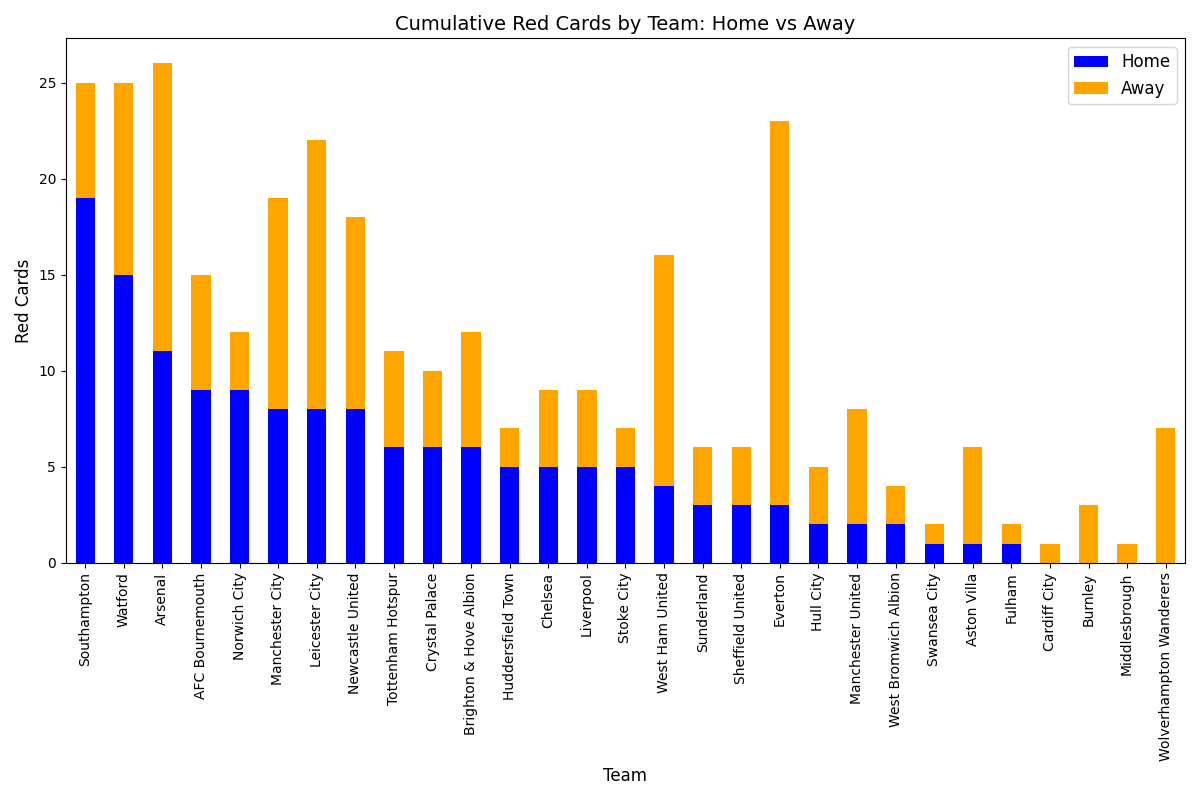 Cumulative Red Cards by Team: Home vs Away
Home
Away
25
20
15
10
5
0
Red Cards
Southampton
Watford
Arsenal
AFC Bournemouth
Norwich City
Manchester City
Leicester City
Newcastle United
Tottenham Hotspur
Crystal Palace
Brighton & Hove Albion
Huddersfield Town
Chelsea
Liverpool
Stoke City
West Ham United
Sunderland
Sheffield United
Everton
Hull City
Manchester United
West Bromwich Albion
Swansea City
Aston Villa
Fulham
Cardiff City
Burnley
Middlesbrough
Wolverhampton Wanderers
Team